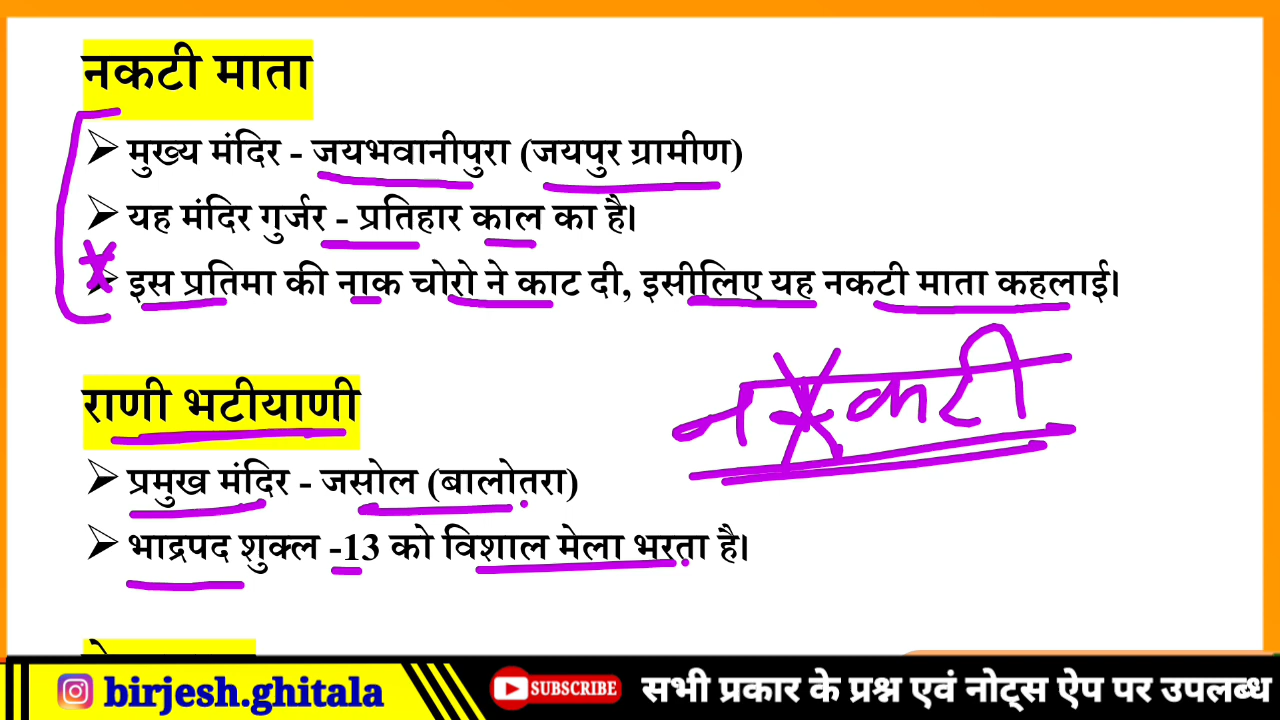 नकटी माता
➢ मुख्य मंदिर - जयभवानीपुरा (जयपुर ग्रामीण)
➢ यह मंदिर गुर्जर - प्रतिहार काल का है।
➢ इस प्रतिमा की नाक चोरो ने काट दी, इसीलिए यह नकटी माता कहलाई।
नकटी
राणी भटीयाणी
➢ प्रमुख मंदिर - जसोल (बालोतरा)
➢ भाद्रपद शुक्ल -13 को विशाल मेला भरता है।
birjesh.ghitala
SUBSCRIBE
सभी प्रकार के प्रश्न एवं नोट्स ऐप पर उपलब्ध